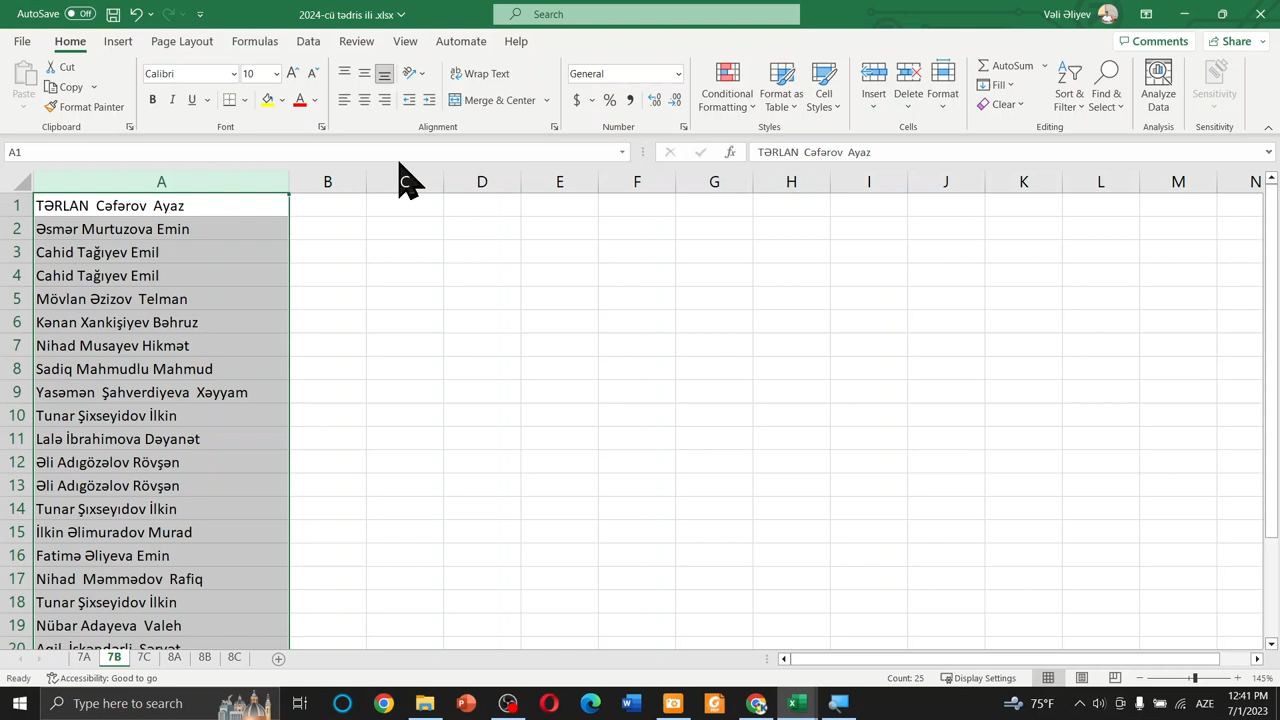 AutoSave Off 2024-cü tədris ili .xlsx Search Vəli Əliyev
File Home Insert Page Layout Formulas Data Review View Automate Help Comments Share
Paste Cut Copy Format Painter Clipboard
Calibri 10 B I U A Font
Wrap Text Merge & Center Alignment
General $ % Number
Conditional Formatting Format as Table Cell Styles Styles
Insert Delete Format Cells
AutoSum Fill Clear Sort & Filter Find & Select Editing
Analyze Data Analysis
Sensitivity Sensitivity
A1 fx TƏRLAN Cəfərov Ayaz
A B C D E F G H I J K L M N
1 TƏRLAN Cəfərov Ayaz
2 Əsmər Murtuzova Emin
3 Cahid Tağıyev Emil
4 Cahid Tağıyev Emil
5 Mövlan Əzizov Telman
6 Kənan Xankişiyev Bəhruz
7 Nihad Musayev Hikmət
8 Sadiq Mahmudlu Mahmud
9 Yasəmən Şahverdiyeva Xəyyam
10 Tunar Şixseyidov İlkin
11 Lalə İbrahimova Dəyanət
12 Əli Adıgözəlov Rövşən
13 Əli Adıgözəlov Rövşən
14 Tunar Şıxseyıdov İlkin
15 İlkin Əlimuradov Murad
16 Fatimə Əliyeva Emin
17 Nihad Məmmədov Rafiq
18 Tunar Şixseyidov İlkin
19 Nübar Adayeva Valeh
20 Aqil İskəndərli Sərvət
7A 7B 7C 8A 8B 8C
Ready Accessibility: Good to go Count: 25 Display Settings 145%
Type here to search 75°F AZE 12:41 PM 7/1/2023